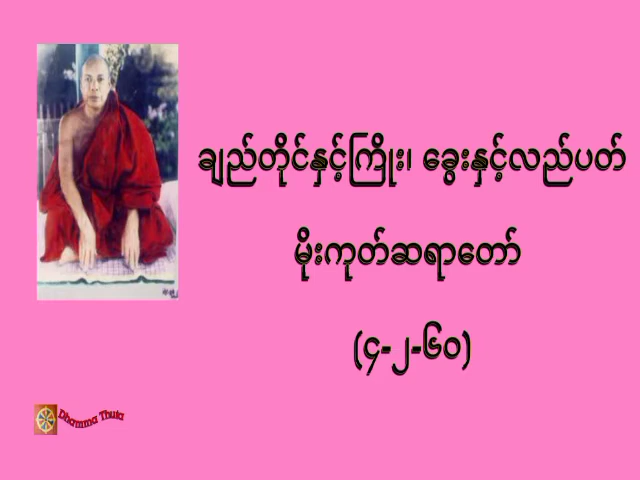 ချည်တိုင်နှင့်ကြိုး၊ ခွေးနှင့်လည်ပတ်
မိုးကုတ်ဆရာတော်
(၄-၂-၆၀)
Dhamma Thuta